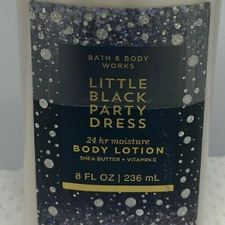 BATH & BODY
WORKS
LITTLE
BLACK
PARTY
DRESS
24 hr moisture
BODY LOTION
SHEA BUTTER + VITAMIN E
8 FL OZ | 236 mL